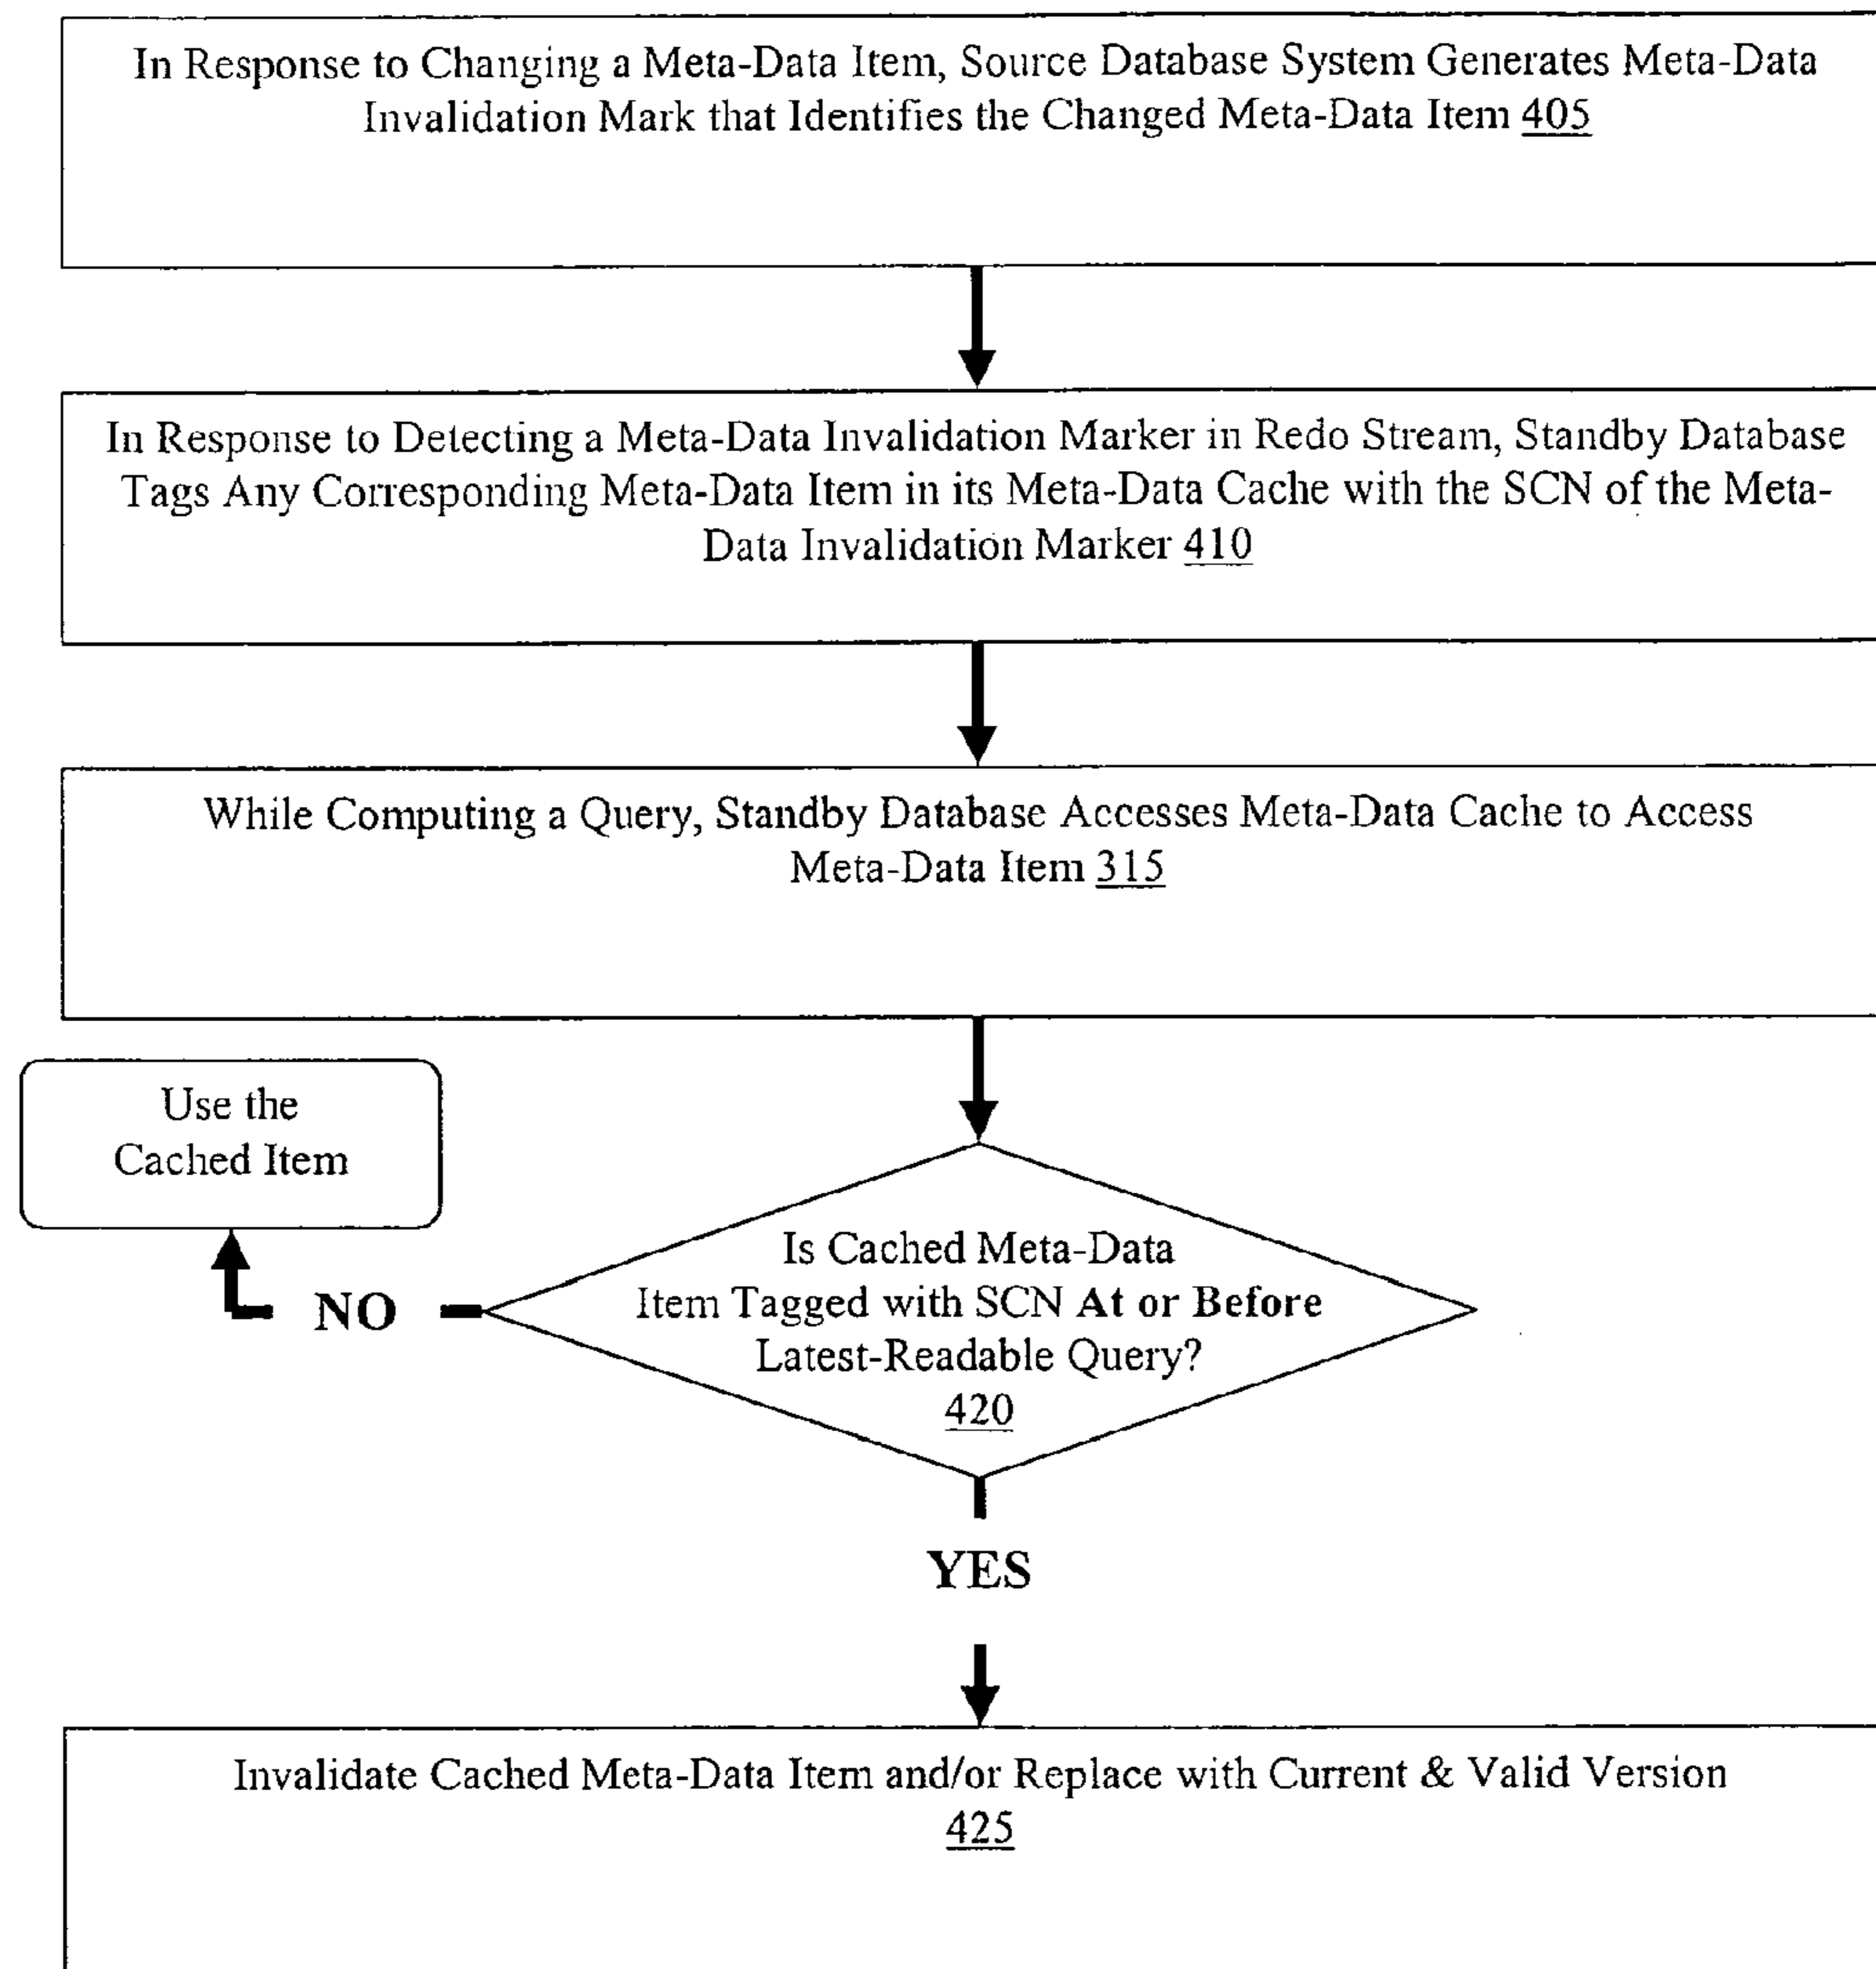 In Response to Changing a Meta-Data Item, Source Database System Generates Meta-Data
Invalidation Mark that Identifies the Changed Meta-Data Item 405
In Response to Detecting a Meta-Data Invalidation Marker in Redo Stream, Standby Database
Tags Any Corresponding Meta-Data Item in its Meta-Data Cache with the SCN of the Meta-
Data Invalidation Marker 410
While Computing a Query, Standby Database Accesses Meta-Data Cache to Access
Meta-Data Item 315
Use the
Cached Item
Is Cached Meta-Data
Item Tagged with SCN At or Before
Latest-Readable Query?
420
NO
YES
Invalidate Cached Meta-Data Item and/or Replace with Current & Valid Version
425